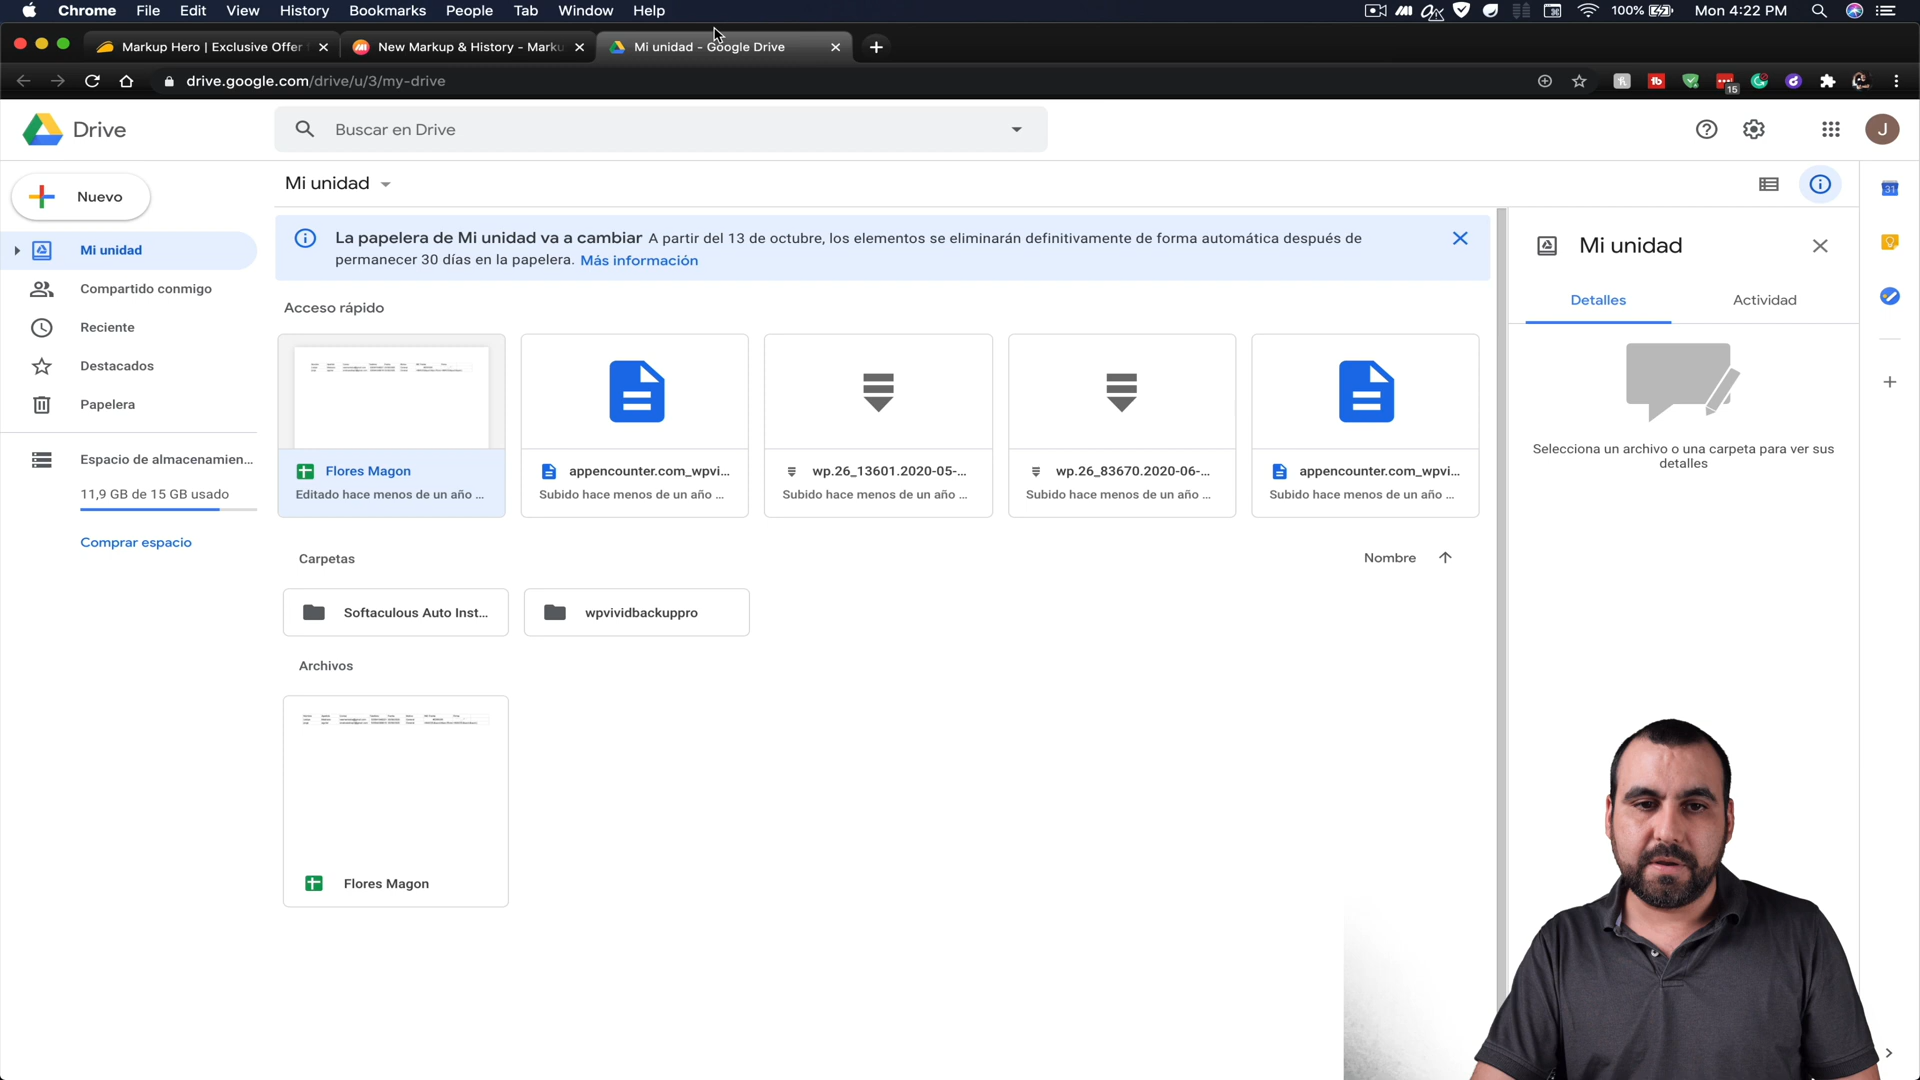 Chrome File Edit View History Bookmarks People Tab Window Help 100% Mon 4:22 PM
Markup Hero | Exclusive Offer New Markup & History - Marku Mi unidad - Google Drive
drive.google.com/drive/u/3/my-drive 15
Drive Buscar en Drive J
Nuevo
Mi unidad
31
La papelera de Mi unidad va a cambiar A partir del 13 de octubre, los elementos se eliminarán definitivamente de forma automática después de
permanecer 30 días en la papelera. Más información
Mi unidad
Compartido conmigo
Reciente
Destacados
Papelera
Espacio de almacenamien...
11,9 GB de 15 GB usado
Comprar espacio
Acceso rápido
Flores Magon
Editado hace menos de un año ...
appencounter.com_wpvi...
Subido hace menos de un año ...
wp.26_13601.2020-05-...
Subido hace menos de un año ...
wp.26_83670.2020-06-...
Subido hace menos de un año ...
appencounter.com_wpvi...
Subido hace menos de un año ...
Carpetas Nombre
Softaculous Auto Inst... wpvividbackuppro
Archivos
Flores Magon
Mi unidad
Detalles Actividad
Selecciona un archivo o una carpeta para ver sus
detalles